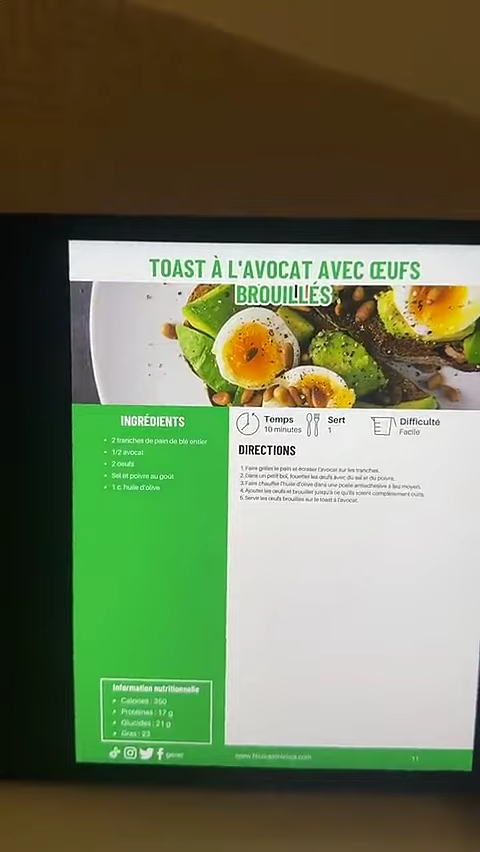 TOAST À L'AVOCAT AVEC ŒUFS
BROUILLÉS
INGRÉDIENTS
2 tranches de pain de blé entier
1/2 avocat
2 oeufs
Sel et poivre au goût
1 c. huile d'olive
Temps
10 minutes
Sert
1
Difficulté
Facile
DIRECTIONS
1. Faire griller le pain et écraser l'avocat sur les tranches.
2. Dans un petit bol, fouetter les œufs avec du sel et du poivre.
3. Faire chauffer l'huile d'olive dans une poêle antiadhésive à feu moyen.
4. Ajouter les œufs et brouiller jusqu'à ce qu'ils soient complètement cuits.
5. Servir les œufs brouillés sur le toast à l'avocat.
Information nutritionnelle
Calories : 350
Protéines : 17 g
Glucides : 21 g
Gras : 23
11